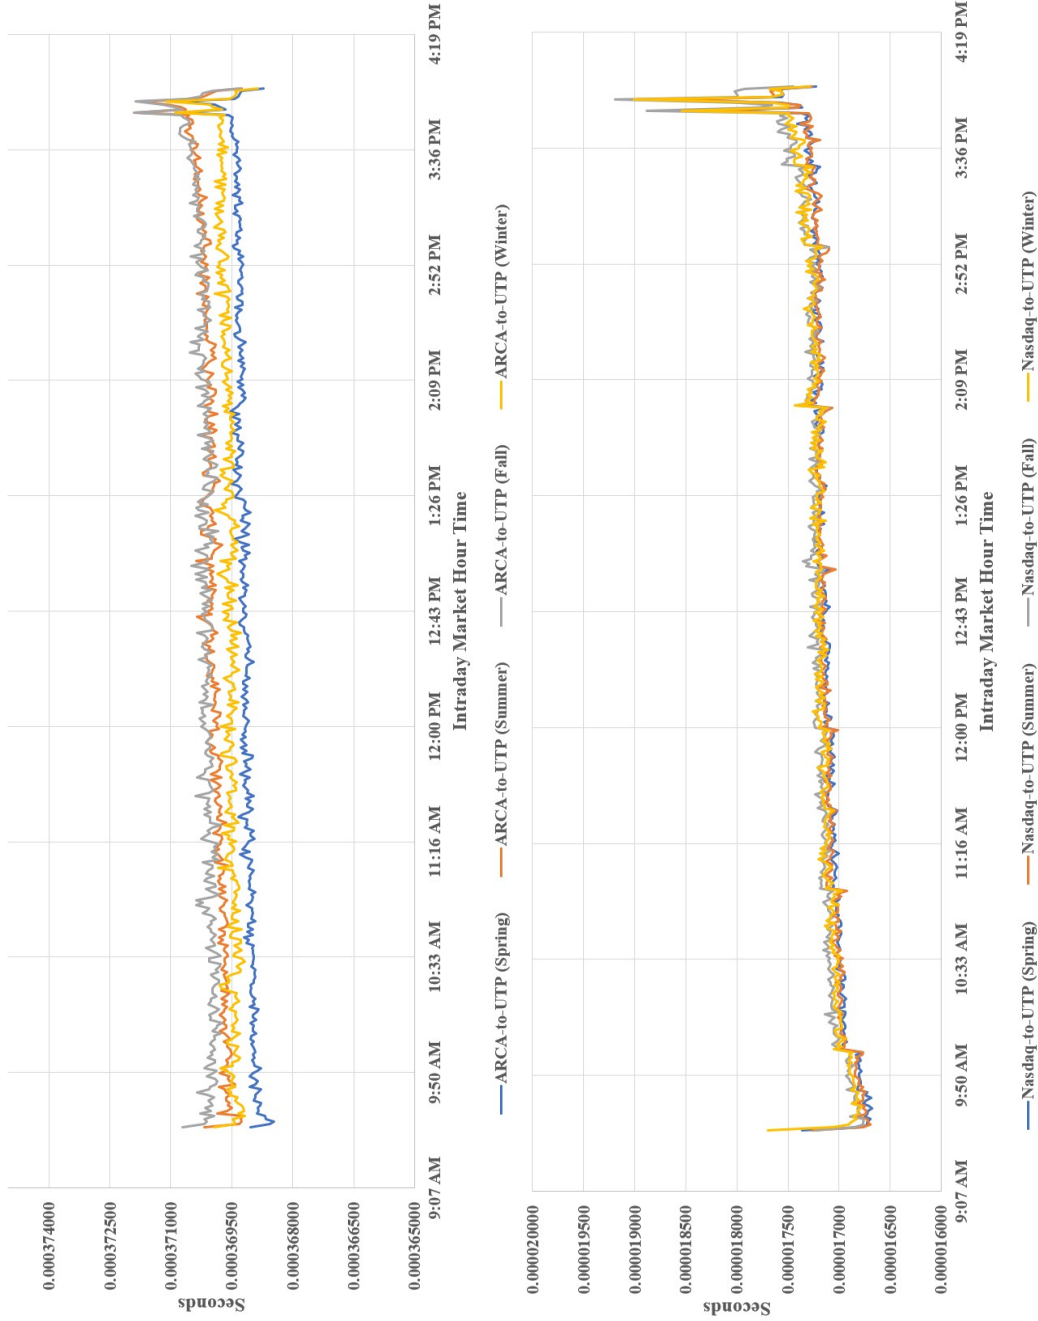 0.000374000
0.000372500
0.000371000
0.000369500
0.000368000
0.000366500
0.000365000
Seconds
9:07 AM
9:50 AM
10:33 AM
11:16 AM
12:00 PM
12:43 PM
1:26 PM
2:09 PM
2:52 PM
3:36 PM
4:19 PM
Intraday Market Hour Time
ARCA-to-UTP (Spring)
ARCA-to-UTP (Summer)
ARCA-to-UTP (Fall)
ARCA-to-UTP (Winter)
0.000020000
0.000019500
0.000019000
0.000018500
0.000018000
0.000017500
0.000017000
0.000016500
0.000016000
Seconds
9:07 AM
9:50 AM
10:33 AM
11:16 AM
12:00 PM
12:43 PM
1:26 PM
2:09 PM
2:52 PM
3:36 PM
4:19 PM
Intraday Market Hour Time
Nasdaq-to-UTP (Spring)
Nasdaq-to-UTP (Summer)
Nasdaq-to-UTP (Fall)
Nasdaq-to-UTP (Winter)